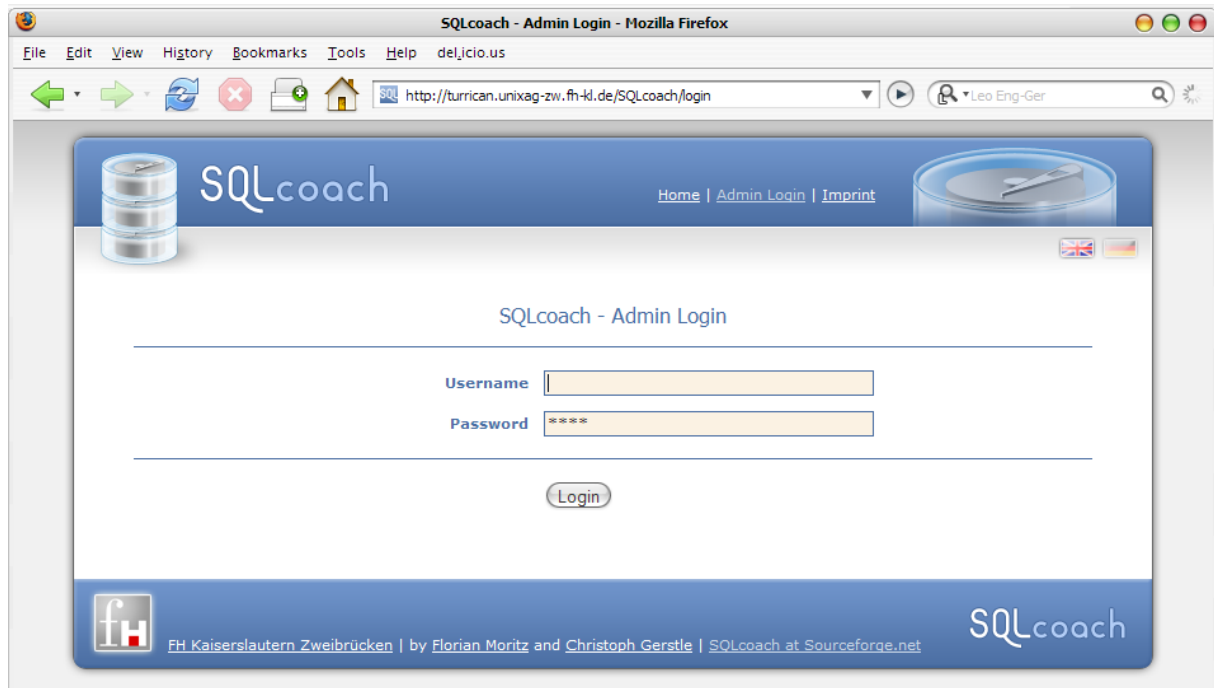 SQLcoach - Admin Login - Mozilla Firefox
File Edit View History Bookmarks Tools Help del.icio.us
SQL http://turrican.unixag-zw.fh-kl.de/SQLcoach/login Leo Eng-Ger
SQLcoach
Home | Admin Login | Imprint
SQLcoach - Admin Login
Username
Password ****
Login
fH FH Kaiserslautern Zweibrücken | by Florian Moritz and Christoph Gerstle | SQLcoach at Sourceforge.net
SQLcoach